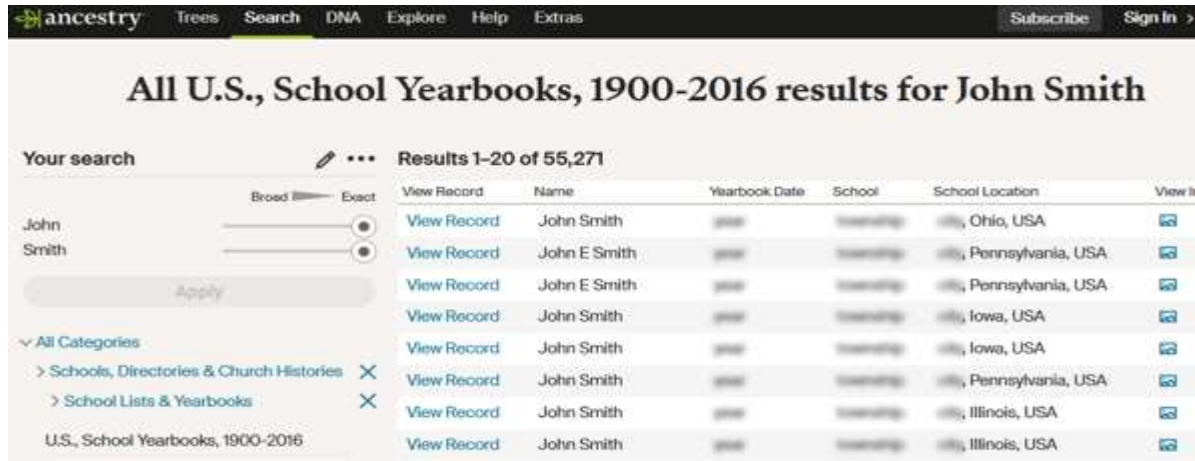 ancestry Trees Search DNA Explore Help Extras Subscribe Sign In >
All U.S., School Yearbooks, 1900-2016 results for John Smith
Your search
Broad Exact
John
Smith
Apply
All Categories
> Schools, Directories & Church Histories X
> School Lists & Yearbooks X
U.S., School Yearbooks, 1900-2016
Results 1–20 of 55,271
View Record Name Yearbook Date School School Location View
View Record John Smith , Ohio, USA
View Record John E Smith , Pennsylvania, USA
View Record John E Smith , Pennsylvania, USA
View Record John Smith , Iowa, USA
View Record John Smith , Iowa, USA
View Record John Smith , Pennsylvania, USA
View Record John Smith , Illinois, USA
View Record John Smith , Illinois, USA